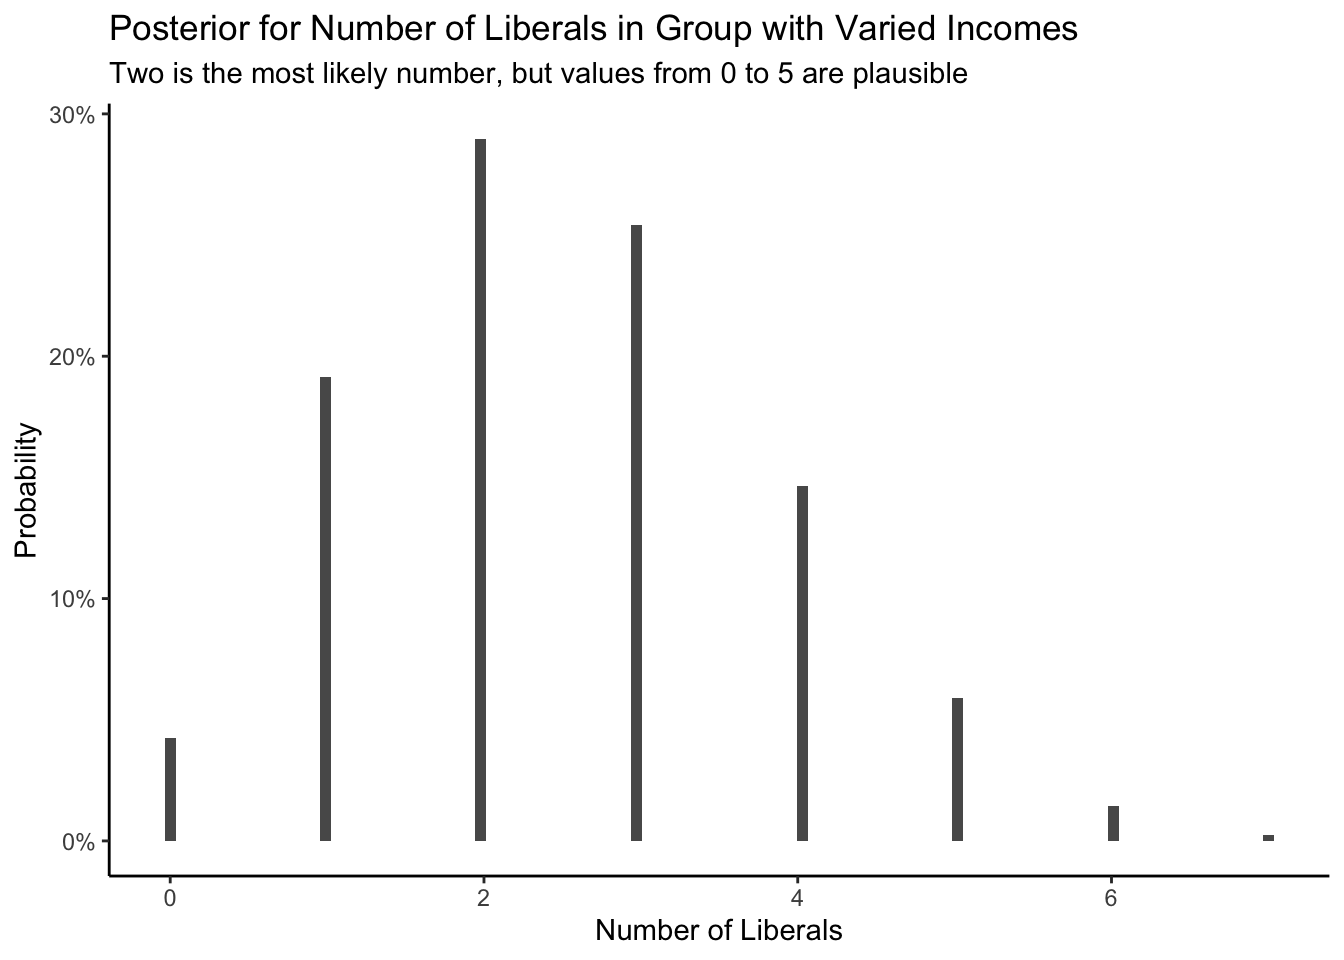 Posterior for Number of Liberals in Group with Varied Incomes
Two is the most likely number, but values from 0 to 5 are plausible
30%
20%
10%
0%
Probability
0 2 4 6
Number of Liberals